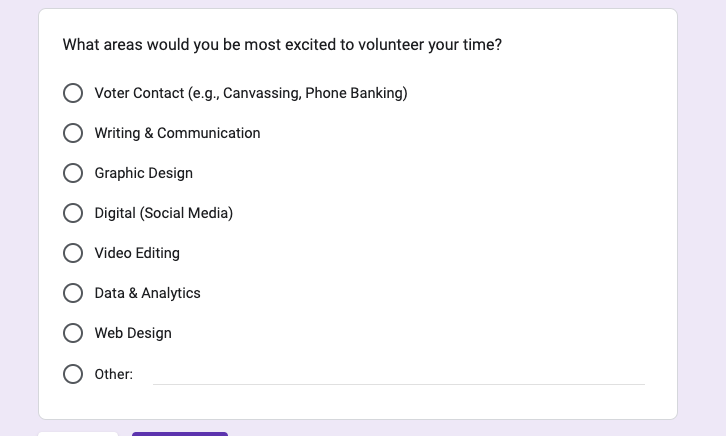 What areas would you be most excited to volunteer your time?
Voter Contact (e.g., Canvassing, Phone Banking)
Writing & Communication
Graphic Design
Digital (Social Media)
Video Editing
Data & Analytics
Web Design
Other: